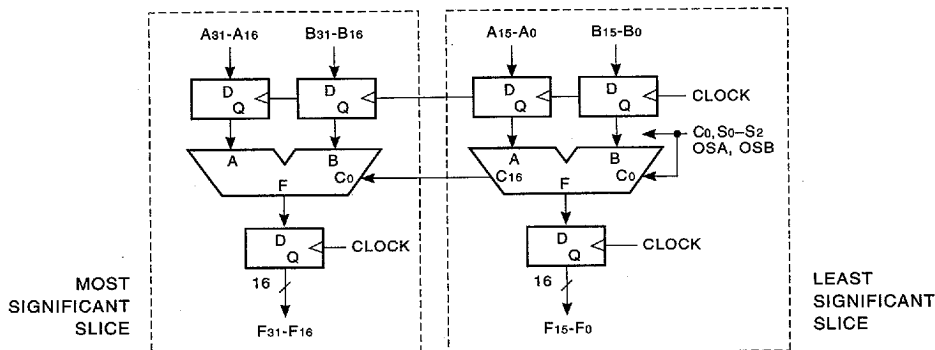 A31-A16
B31-B16
A15-A0
B15-B0
D
Q
D
Q
D
Q
D
Q
CLOCK
C0, S0–S2
OSA, OSB
A
B
C0
F
A
B
C16
C0
F
D
Q
CLOCK
D
Q
CLOCK
16
16
MOST
SIGNIFICANT
SLICE
LEAST
SIGNIFICANT
SLICE
F31-F16
F15-F0